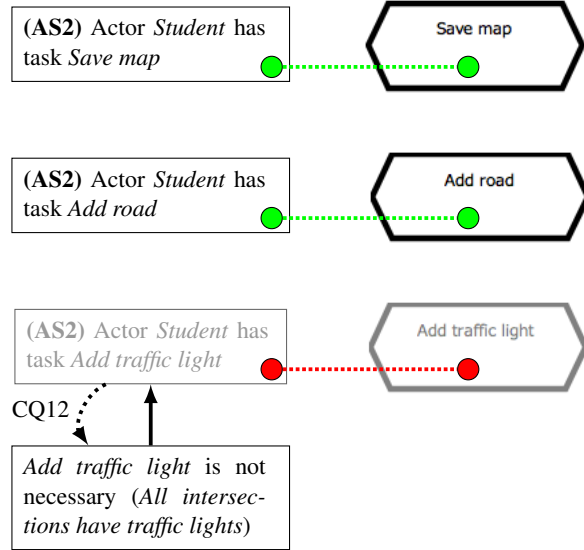 (AS2) Actor Student has
task Save map
Save map
(AS2) Actor Student has
task Add road
Add road
(AS2) Actor Student has
task Add traffic light
Add traffic light
CQ12
Add traffic light is not
necessary (All intersec-
tions have traffic lights)